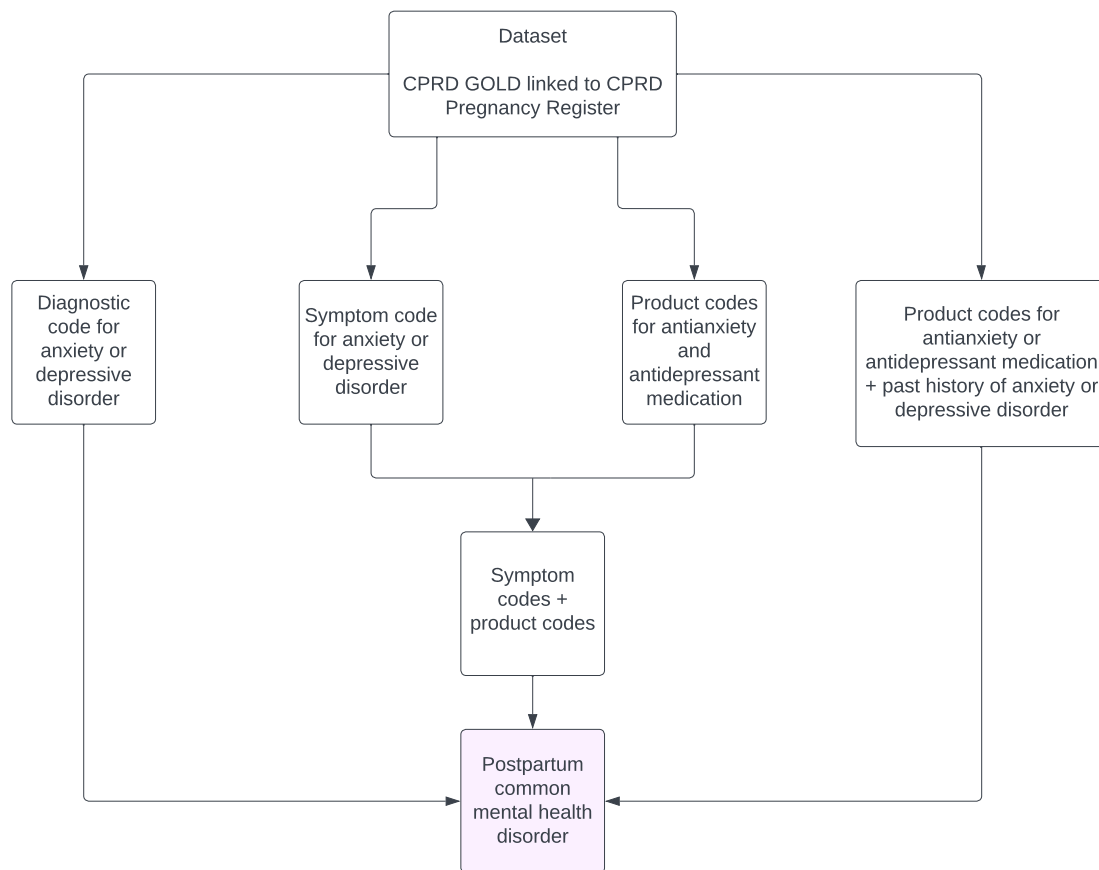 Dataset
CPRD GOLD linked to CPRD
Pregnancy Register
Diagnostic
code for
anxiety or
depressive
disorder
Symptom code
for anxiety or
depressive
disorder
Product codes
for antianxiety
and
antidepressant
medication
Product codes for
antianxiety or
antidepressant medication
+ past history of anxiety or
depressive disorder
Symptom
codes +
product codes
Postpartum
common
mental health
disorder